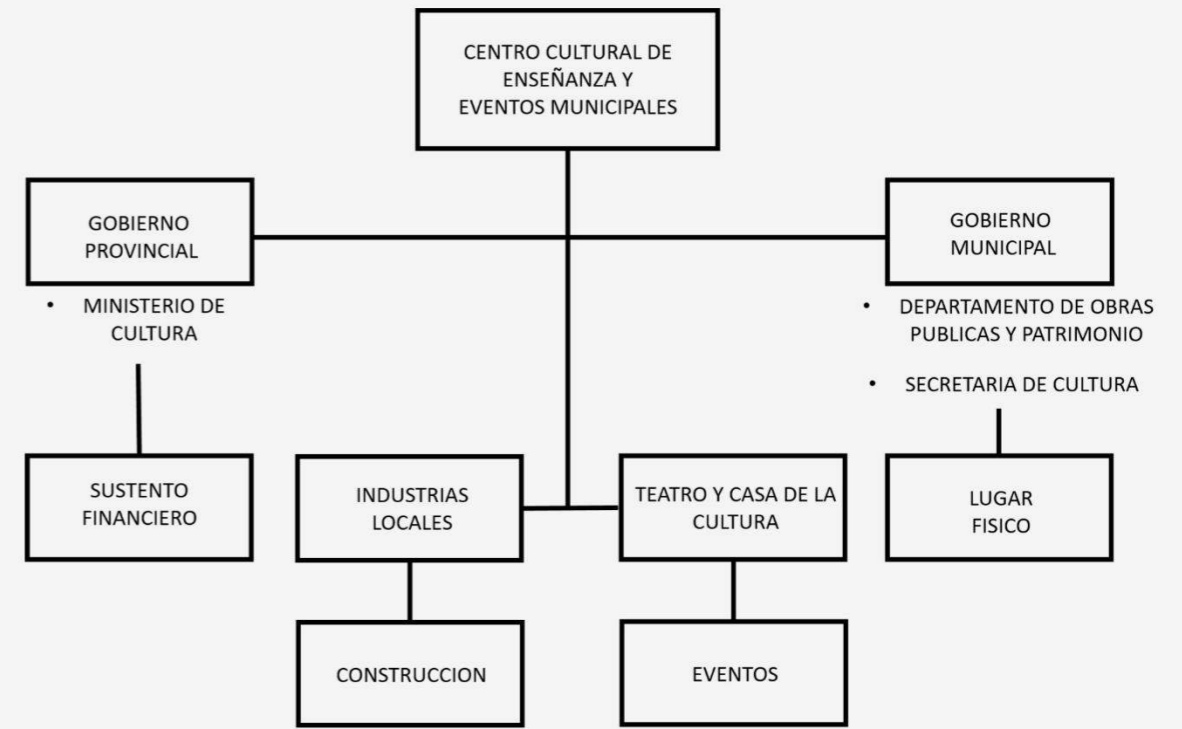 CENTRO CULTURAL DE
ENSEÑANZA Y
EVENTOS MUNICIPALES
GOBIERNO
PROVINCIAL
GOBIERNO
MUNICIPAL
• MINISTERIO DE
CULTURA
• DEPARTAMENTO DE OBRAS
PUBLICAS Y PATRIMONIO
• SECRETARIA DE CULTURA
SUSTENTO
FINANCIERO
INDUSTRIAS
LOCALES
TEATRO Y CASA DE LA
CULTURA
LUGAR
FISICO
CONSTRUCCION
EVENTOS